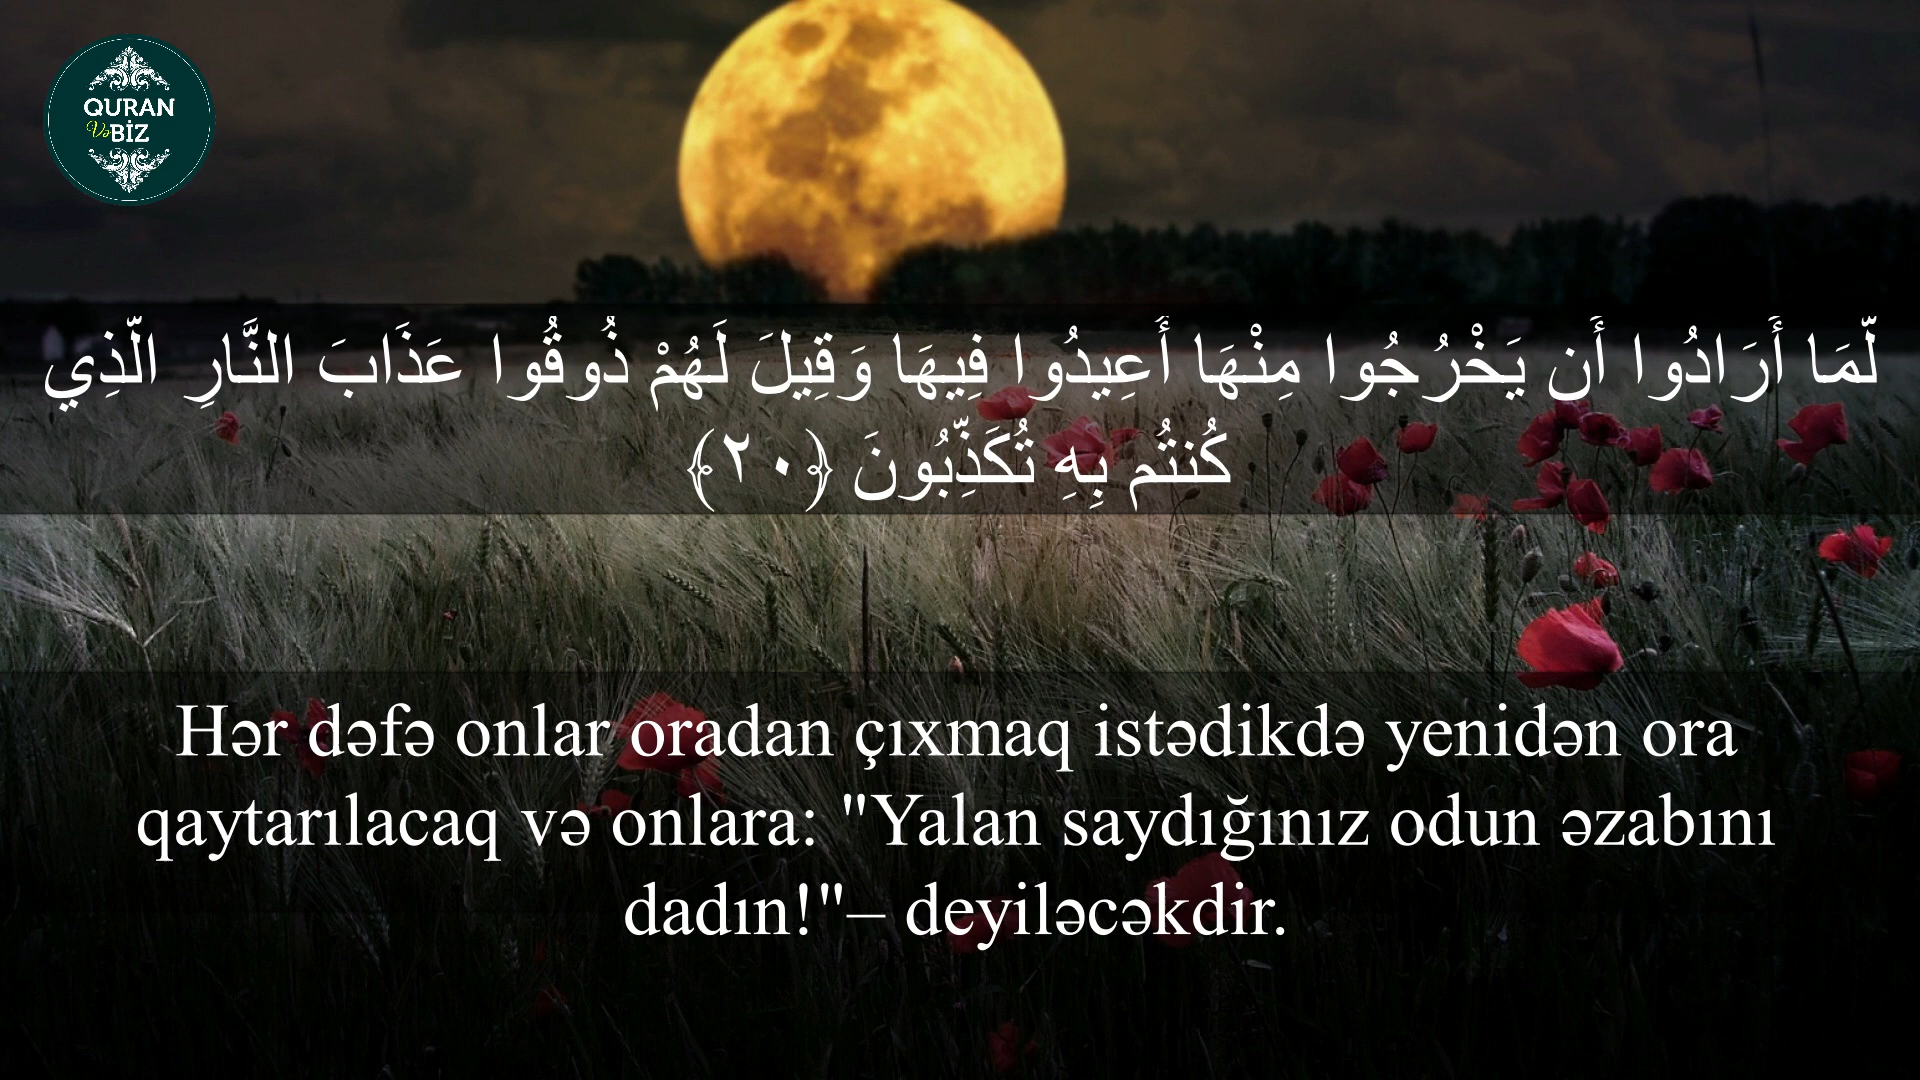 QURAN
Və BİZ
لَّمَا أَرَادُوا أَن يَخْرُجُوا مِنْهَا أَعِيدُوا فِيهَا وَقِيلَ لَهُمْ ذُوقُوا عَذَابَ النَّارِ الَّذِي
كُنتُم بِهِ تُكَذِّبُونَ ﴿٢٠﴾
Hər dəfə onlar oradan çıxmaq istədikdə yenidən ora
qaytarılacaq və onlara: "Yalan saydığınız odun əzabını
dadın!"– deyiləcəkdir.